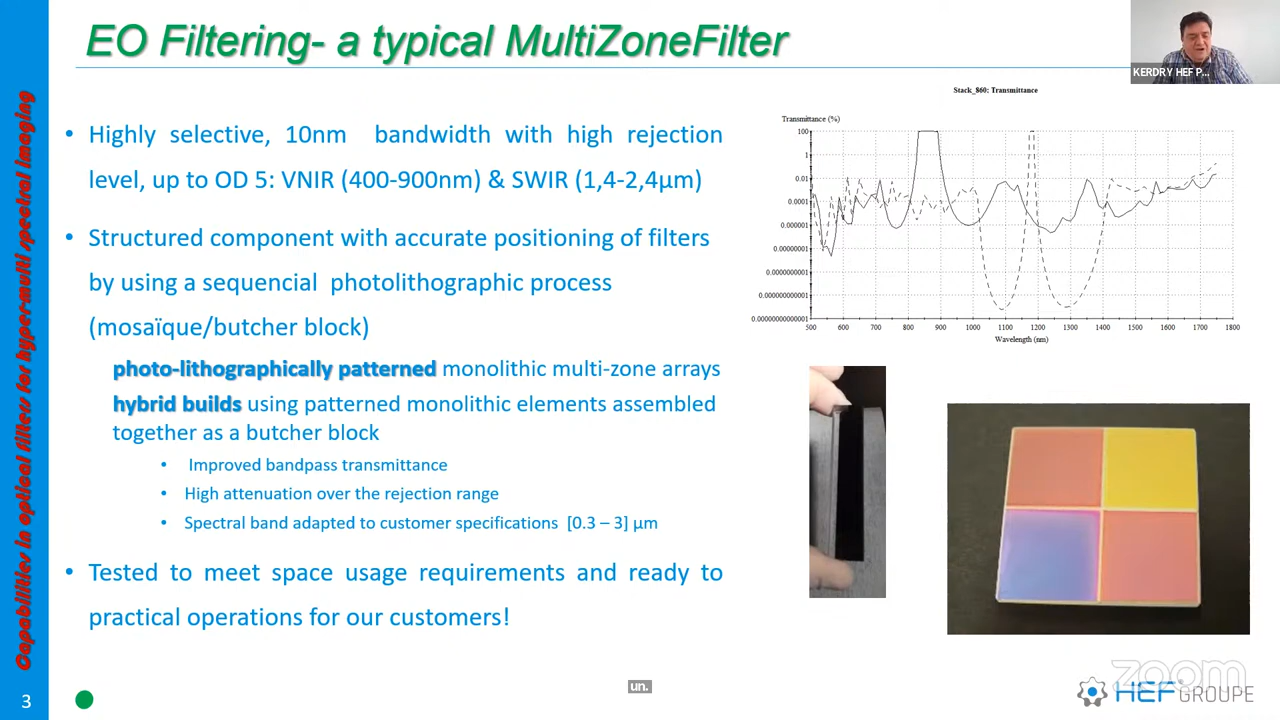 EO Filtering- a typical MultiZoneFilter
KERDRY HEF P...
Capabilities in optical filters for hyper-multi spectral imaging
• Highly selective, 10nm bandwidth with high rejection
level, up to OD 5: VNIR (400-900nm) & SWIR (1,4-2,4µm)
• Structured component with accurate positioning of filters
by using a sequencial photolithographic process
(mosaïque/butcher block)
photo-lithographically patterned monolithic multi-zone arrays
hybrid builds using patterned monolithic elements assembled
together as a butcher block
• Improved bandpass transmittance
• High attenuation over the rejection range
• Spectral band adapted to customer specifications [0.3 – 3] µm
• Tested to meet space usage requirements and ready to
practical operations for our customers!
Stack_860: Transmittance
Transmittance (%)
100
1
0.01
0.0001
0.000001
0.00000001
0.0000000001
0.000000000001
0.00000000000001
500 600 700 800 900 1000 1100 1200 1300 1400 1500 1600 1700 1800
Wavelength (nm)
un.
zoom
HEF GROUPE
3